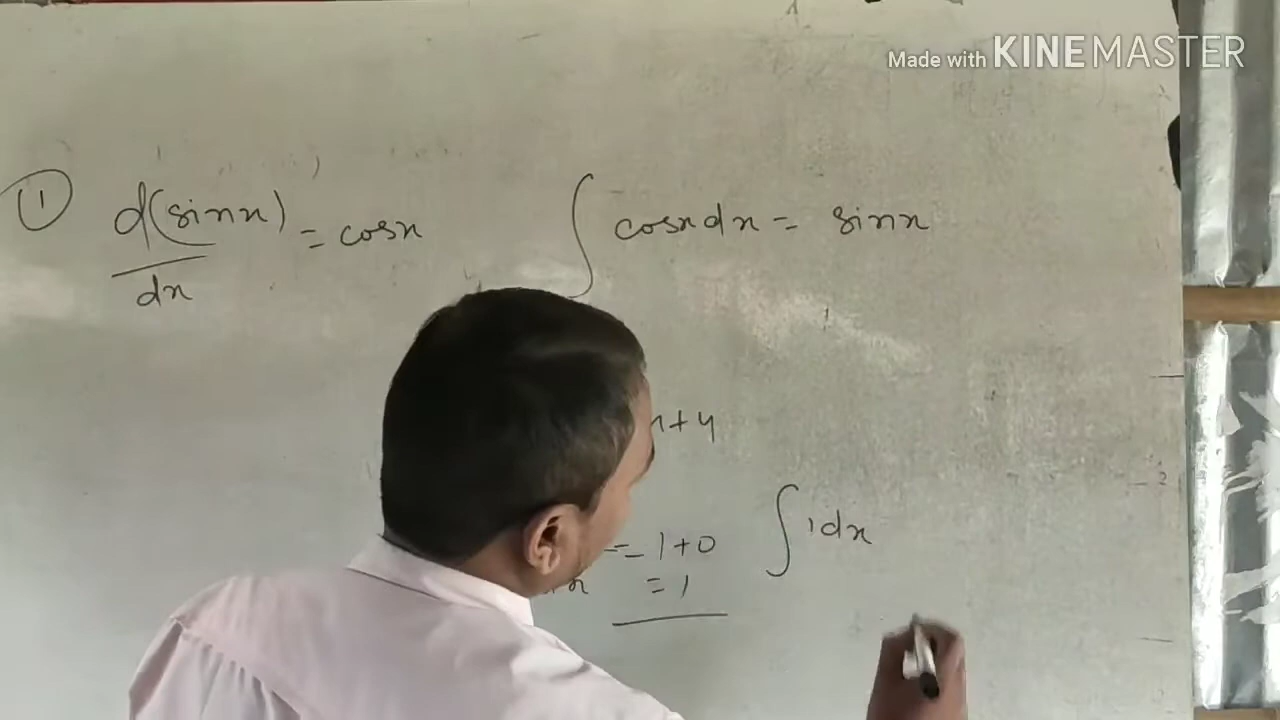 Made with KINEMASTER
① d(sinx)/dx = cosx
∫ cosx dx = sinx
x+4
= 1+0
= 1
∫ 1dx